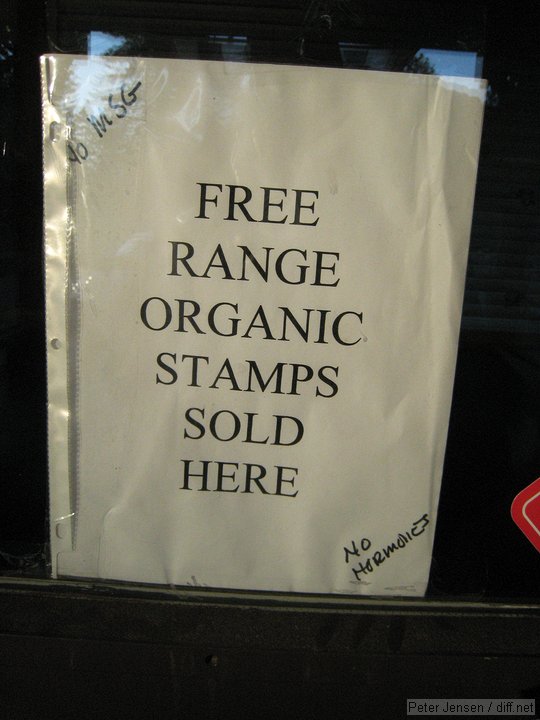 No MSG
FREE
RANGE
ORGANIC
STAMPS
SOLD
HERE
NO
HORMONES
Peter Jensen / diff.net